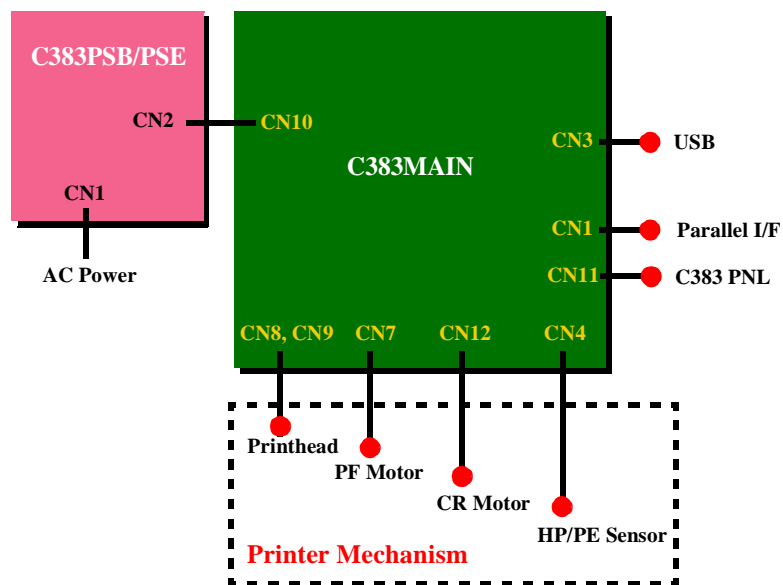 C383PSB/PSE
CN2
CN10
CN1
AC Power
C383MAIN
CN3
USB
CN1
Parallel I/F
CN11
C383 PNL
CN8, CN9
CN7
CN12
CN4
Printhead
PF Motor
CR Motor
HP/PE Sensor
Printer Mechanism